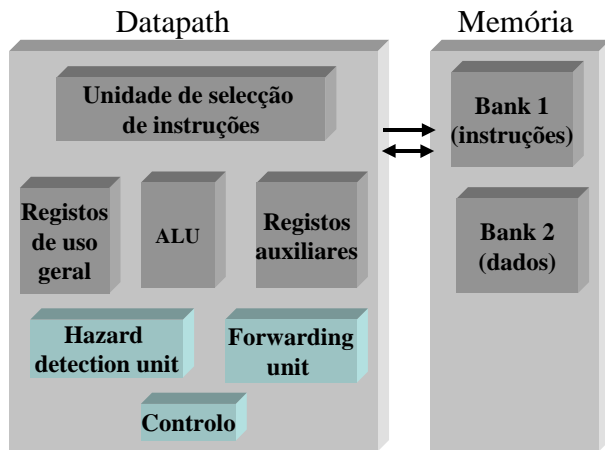 Datapath
Memória
Unidade de selecção
de instruções
Bank 1
(instruções)
Registos
de uso
geral
ALU
Registos
auxiliares
Bank 2
(dados)
Hazard
detection unit
Forwarding
unit
Controlo